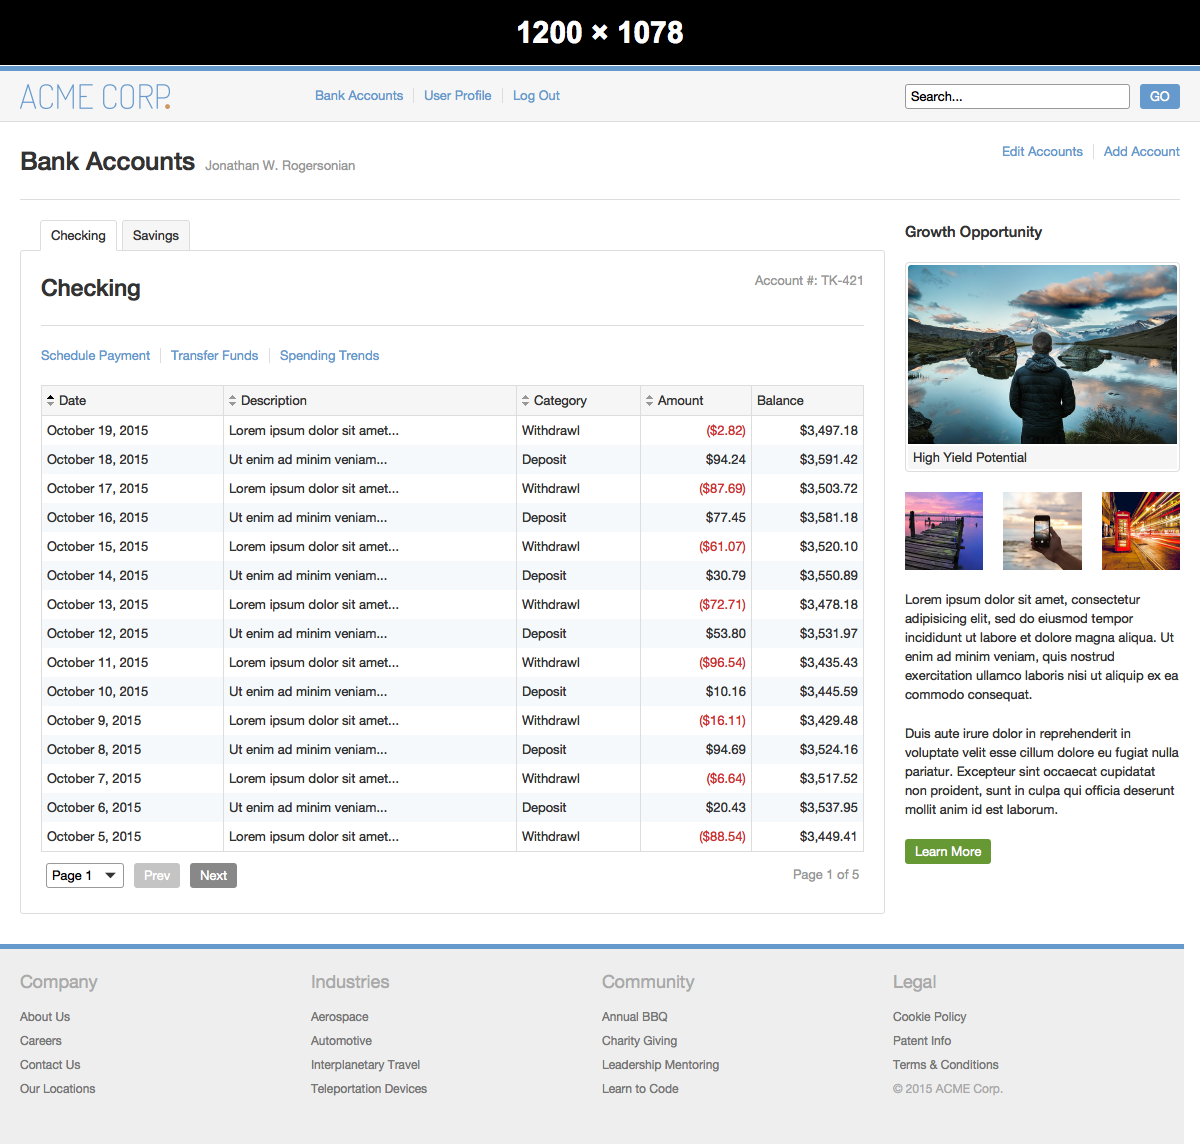 1200 × 1078
ACME CORP.
Bank Accounts User Profile Log Out
Search... GO
Bank Accounts Jonathan W. Rogersonian
Edit Accounts Add Account
Checking Savings
Checking
Account #: TK-421
Schedule Payment Transfer Funds Spending Trends
Date Description Category Amount Balance
October 19, 2015 Lorem ipsum dolor sit amet... Withdrawl ($2.82) $3,497.18
October 18, 2015 Ut enim ad minim veniam... Deposit $94.24 $3,591.42
October 17, 2015 Lorem ipsum dolor sit amet... Withdrawl ($87.69) $3,503.72
October 16, 2015 Ut enim ad minim veniam... Deposit $77.45 $3,581.18
October 15, 2015 Lorem ipsum dolor sit amet... Withdrawl ($61.07) $3,520.10
October 14, 2015 Ut enim ad minim veniam... Deposit $30.79 $3,550.89
October 13, 2015 Lorem ipsum dolor sit amet... Withdrawl ($72.71) $3,478.18
October 12, 2015 Ut enim ad minim veniam... Deposit $53.80 $3,531.97
October 11, 2015 Lorem ipsum dolor sit amet... Withdrawl ($96.54) $3,435.43
October 10, 2015 Ut enim ad minim veniam... Deposit $10.16 $3,445.59
October 9, 2015 Lorem ipsum dolor sit amet... Withdrawl ($16.11) $3,429.48
October 8, 2015 Ut enim ad minim veniam... Deposit $94.69 $3,524.16
October 7, 2015 Lorem ipsum dolor sit amet... Withdrawl ($6.64) $3,517.52
October 6, 2015 Ut enim ad minim veniam... Deposit $20.43 $3,537.95
October 5, 2015 Lorem ipsum dolor sit amet... Withdrawl ($88.54) $3,449.41
Page 1 Prev Next
Page 1 of 5
Growth Opportunity
High Yield Potential
Lorem ipsum dolor sit amet, consectetur
adipisicing elit, sed do eiusmod tempor
incididunt ut labore et dolore magna aliqua. Ut
enim ad minim veniam, quis nostrud
exercitation ullamco laboris nisi ut aliquip ex ea
commodo consequat.
Duis aute irure dolor in reprehenderit in
voluptate velit esse cillum dolore eu fugiat nulla
pariatur. Excepteur sint occaecat cupidatat
non proident, sunt in culpa qui officia deserunt
mollit anim id est laborum.
Learn More
Company
About Us
Careers
Contact Us
Our Locations
Industries
Aerospace
Automotive
Interplanetary Travel
Teleportation Devices
Community
Annual BBQ
Charity Giving
Leadership Mentoring
Learn to Code
Legal
Cookie Policy
Patent Info
Terms & Conditions
© 2015 ACME Corp.